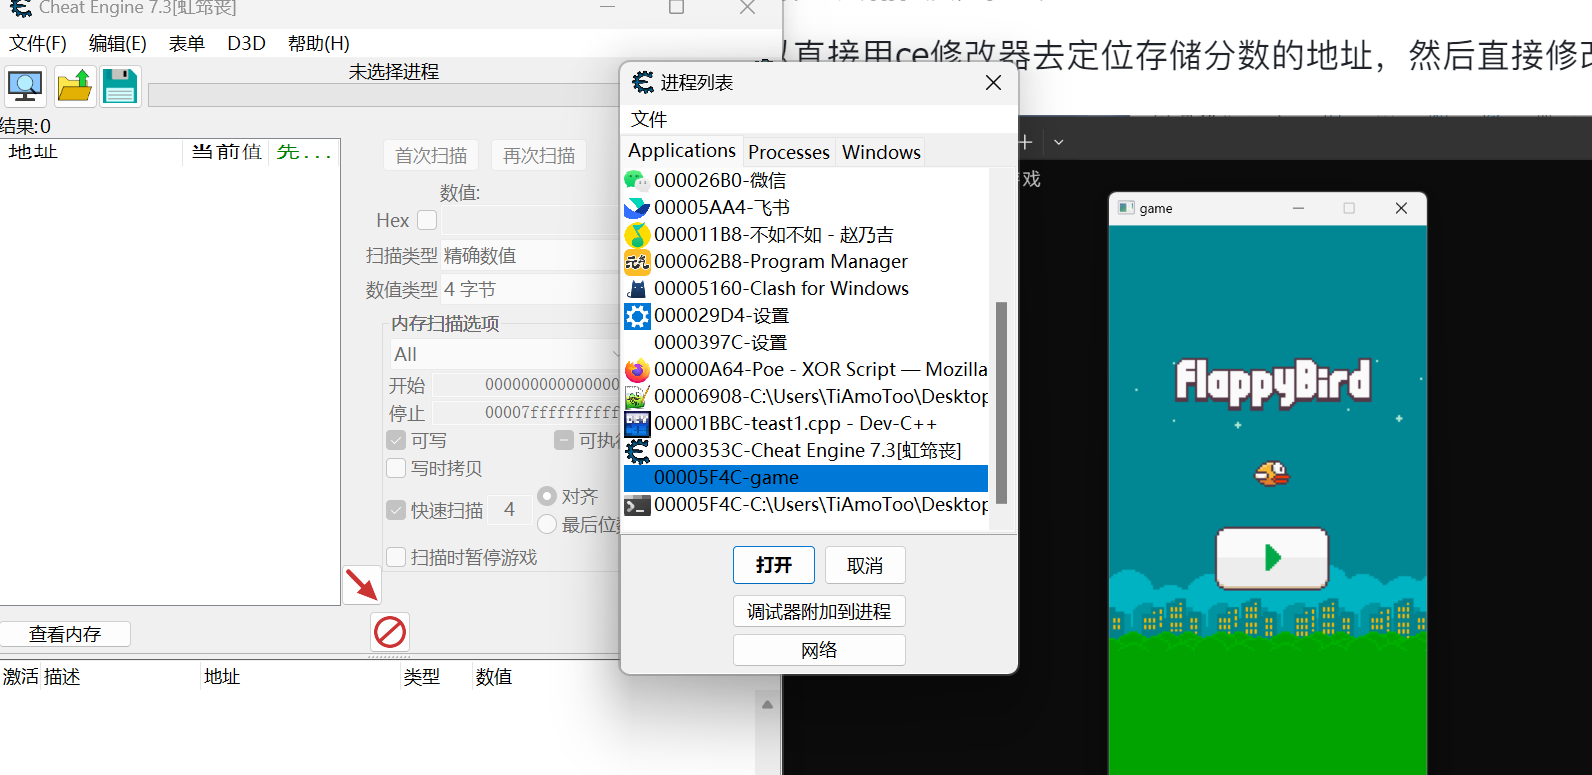 Cheat Engine 7.3[虹筇丧]
文件(F) 编辑(E) 表单 D3D 帮助(H)
未选择进程
结果:0
地址 当前值 先...
首次扫描 再次扫描
数值:
Hex
扫描类型 精确数值
数值类型 4 字节
内存扫描选项
All
开始 000000000000000
停止 00007fffffffffff
可写 可执行
写时拷贝
快速扫描 4 对齐
最后位数
扫描时暂停游戏
查看内存
激活 描述 地址 类型 数值
进程列表
文件
Applications Processes Windows
000026B0-微信
00005AA4-飞书
000011B8-不如不如 - 赵乃吉
000062B8-Program Manager
00005160-Clash for Windows
000029D4-设置
0000397C-设置
00000A64-Poe - XOR Script — Mozilla
00006908-C:\Users\TiAmoToo\Desktop
00001BBC-teast1.cpp - Dev-C++
0000353C-Cheat Engine 7.3[虹筇丧]
00005F4C-game
00005F4C-C:\Users\TiAmoToo\Desktop
打开 取消
调试器附加到进程
网络
以直接用ce修改器去定位存储分数的地址，然后直接修改
戏
game
FlappyBird